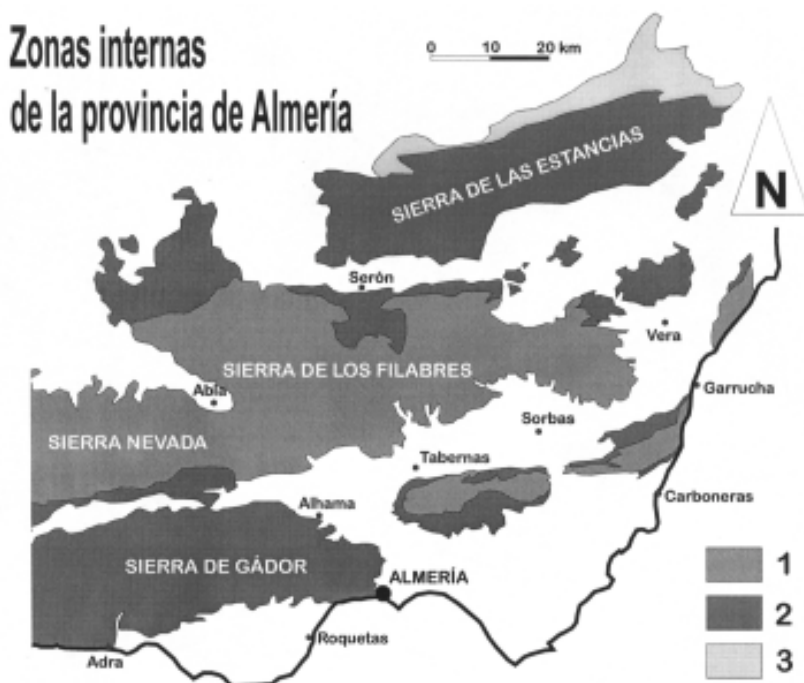 Zonas internas
de la provincia de Almería
0 10 20 km
N
SIERRA DE LAS ESTANCIAS
Serón
Vera
SIERRA DE LOS FILABRES
Abla
Garrucha
SIERRA NEVADA
Sorbas
Tabernas
Alhama
Carboneras
SIERRA DE GÁDOR
ALMERÍA
Roquetas
Adra
1
2
3